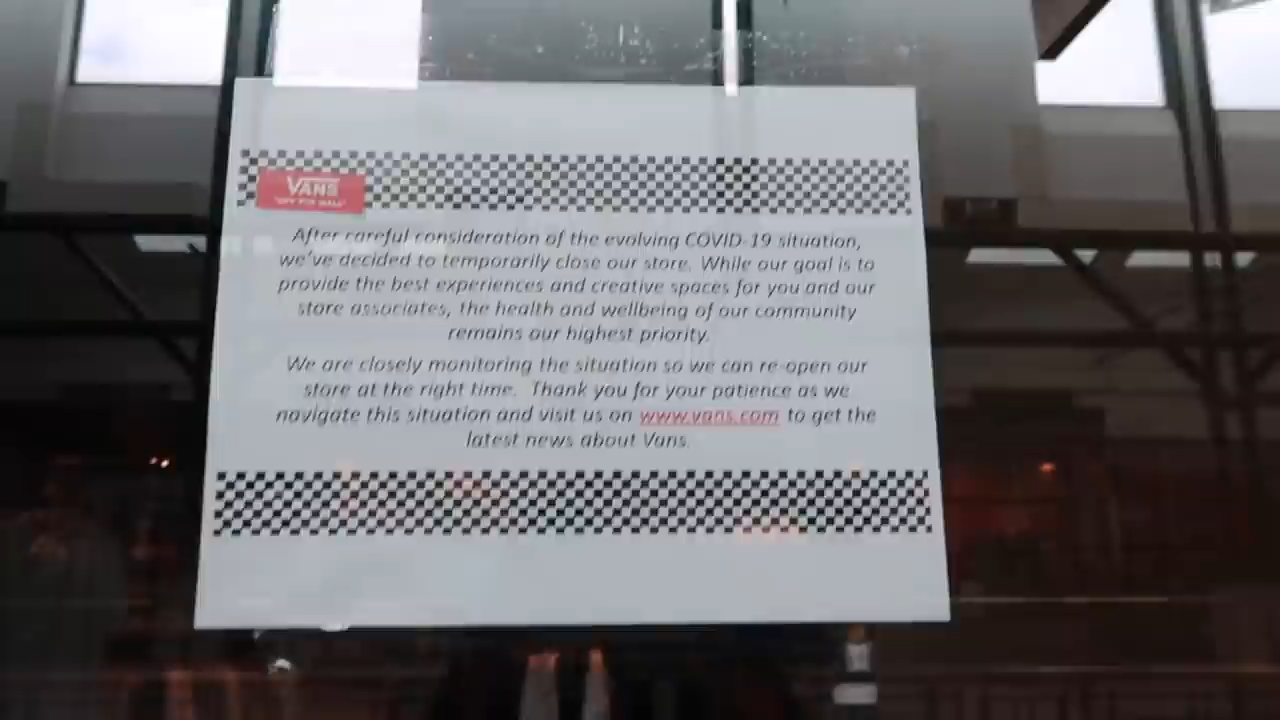 VANS
"OFF THE WALL"
After careful consideration of the evolving COVID-19 situation,
we've decided to temporarily close our store. While our goal is to
provide the best experiences and creative spaces for you and our
store associates, the health and wellbeing of our community
remains our highest priority.
We are closely monitoring the situation so we can re-open our
store at the right time. Thank you for your patience as we
navigate this situation and visit us on www.vans.com to get the
latest news about Vans.